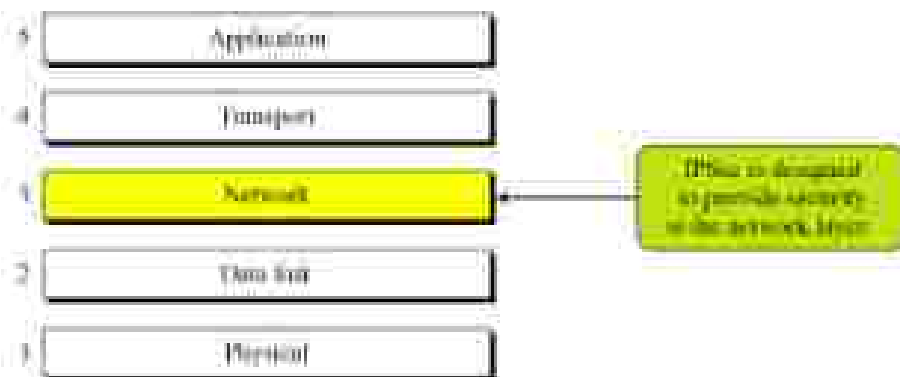 5 Application
4 Transport
3 Network
IPSec is designed
to provide security
at the network layer
2 Data link
1 Physical